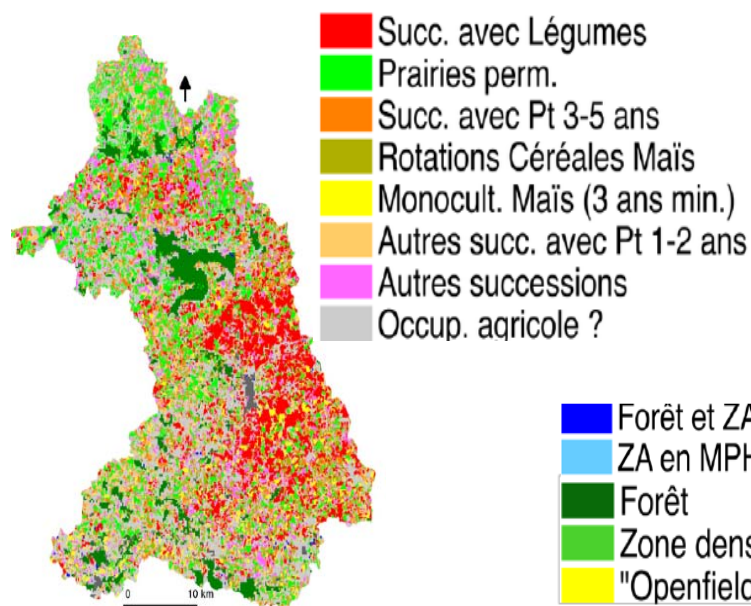 Succ. avec Légumes
Prairies perm.
Succ. avec Pt 3-5 ans
Rotations Céréales Maïs
Monocult. Maïs (3 ans min.)
Autres succ. avec Pt 1-2 ans
Autres successions
Occup. agricole ?
Forêt et ZA
ZA en MPH
Forêt
Zone dens
"Openfield
0 10 km